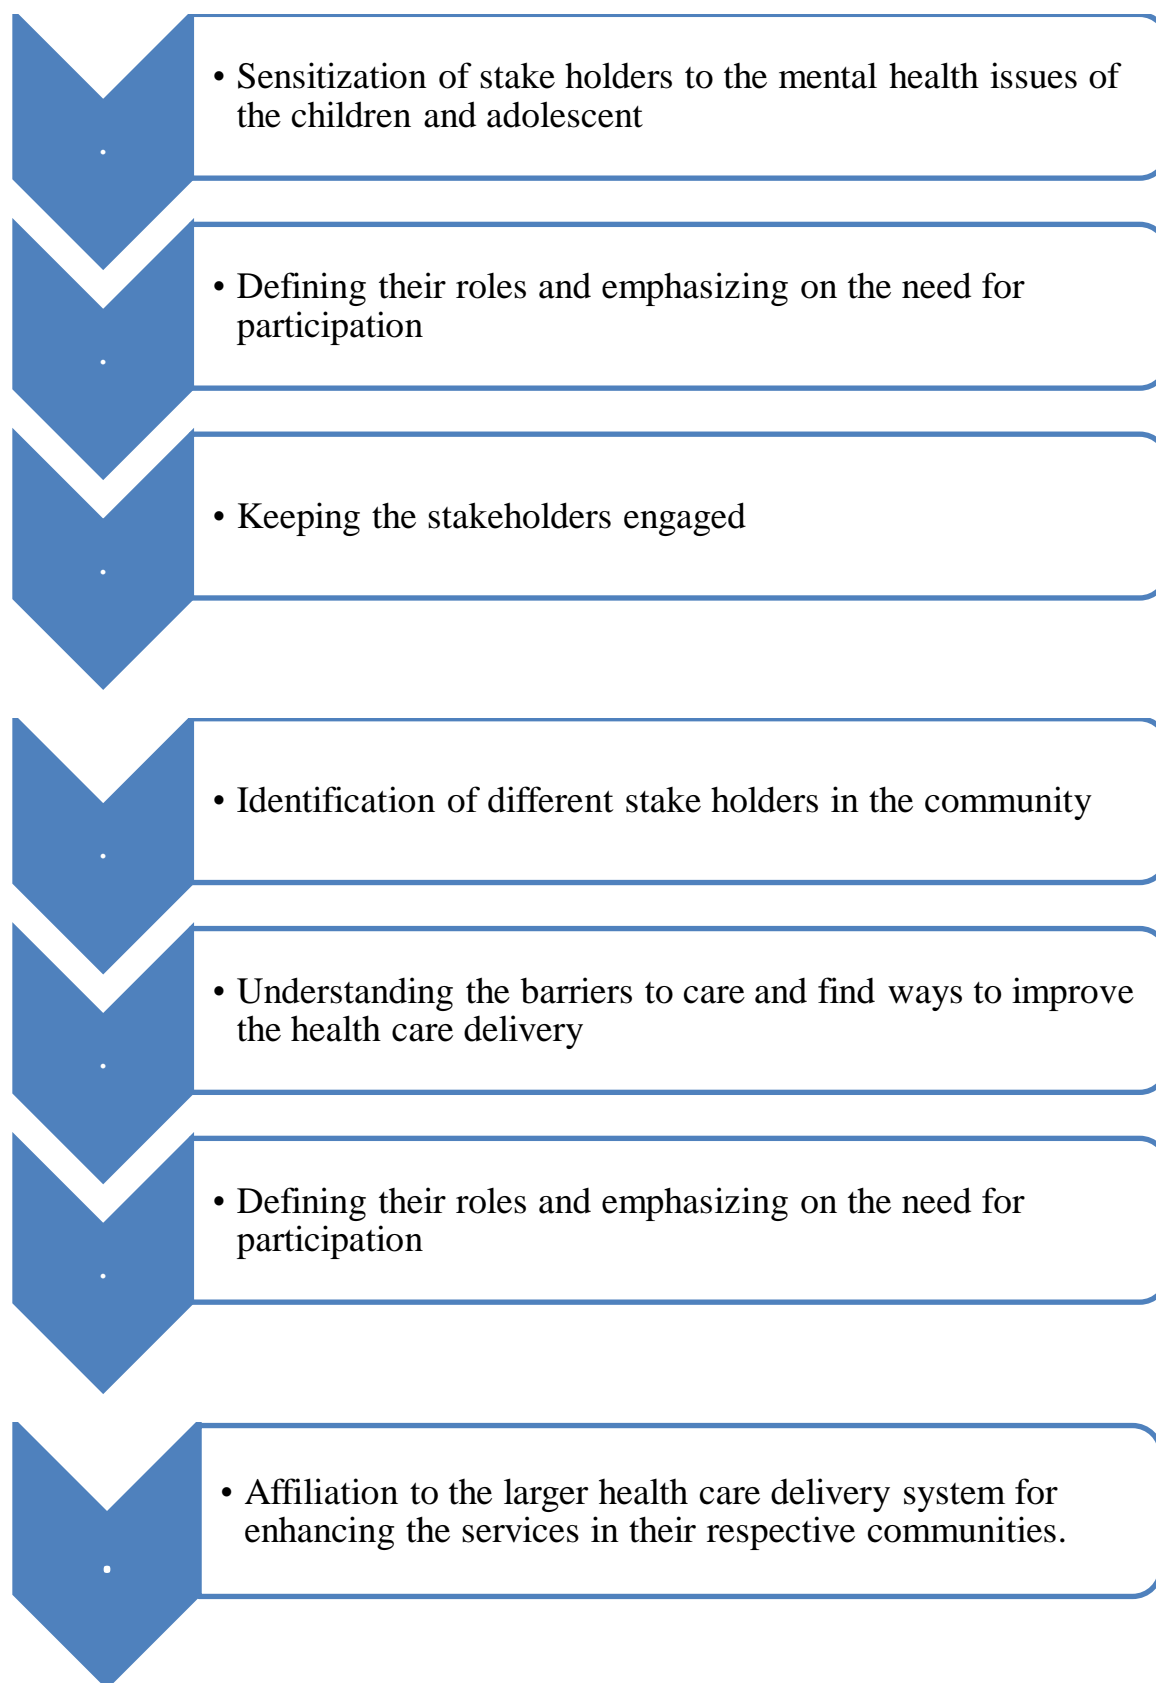 • Sensitization of stake holders to the mental health issues of
the children and adolescent
• Defining their roles and emphasizing on the need for
participation
• Keeping the stakeholders engaged
• Identification of different stake holders in the community
• Understanding the barriers to care and find ways to improve
the health care delivery
• Defining their roles and emphasizing on the need for
participation
• Affiliation to the larger health care delivery system for
enhancing the services in their respective communities.